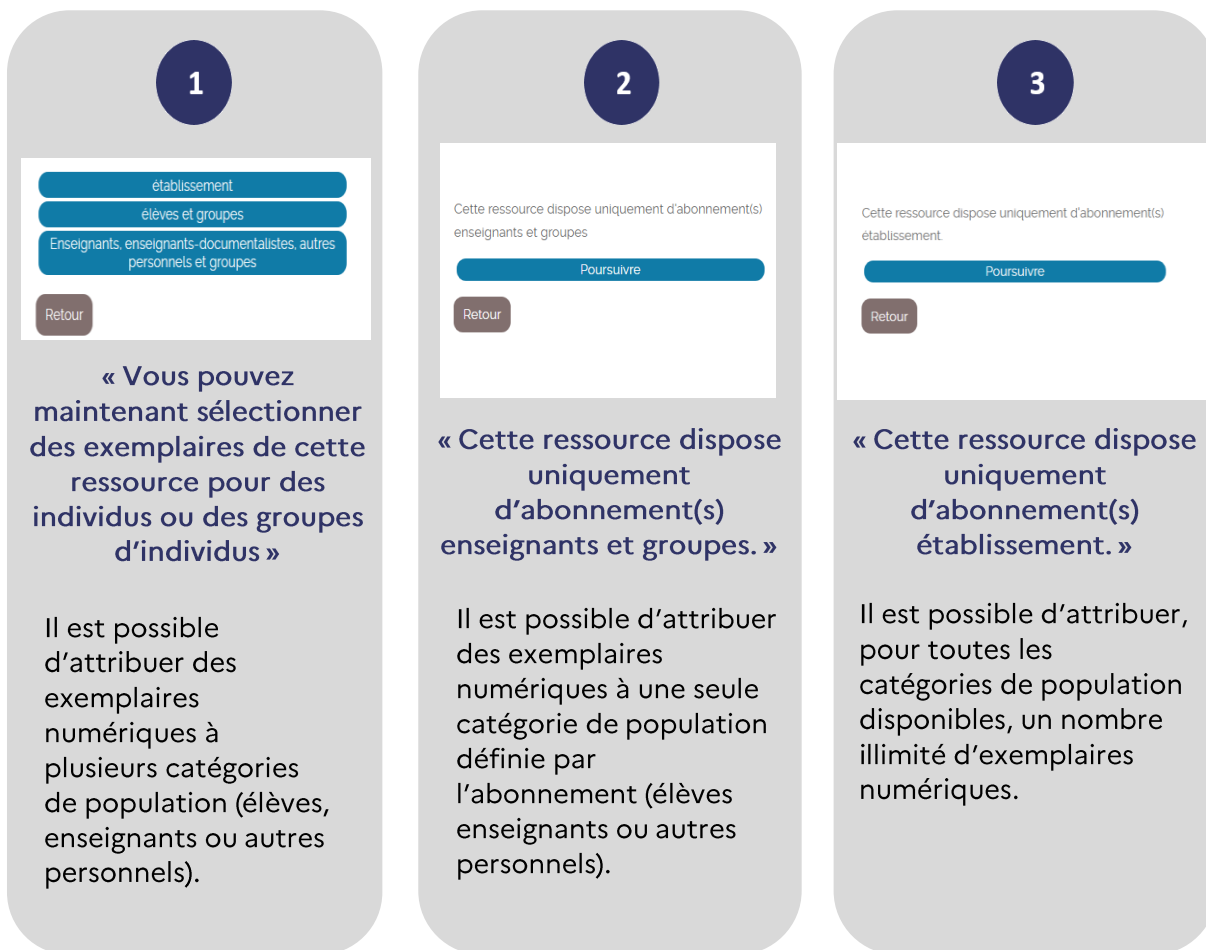 1
établissement
élèves et groupes
Enseignants, enseignants-documentalistes, autres
personnels et groupes
Retour
« Vous pouvez
maintenant sélectionner
des exemplaires de cette
ressource pour des
individus ou des groupes
d'individus »
Il est possible
d'attribuer des
exemplaires
numériques à
plusieurs catégories
de population (élèves,
enseignants ou autres
personnels).
2
Cette ressource dispose uniquement d'abonnement(s)
enseignants et groupes
Poursuivre
Retour
« Cette ressource dispose
uniquement
d'abonnement(s)
enseignants et groupes. »
Il est possible d'attribuer
des exemplaires
numériques à une seule
catégorie de population
définie par
l'abonnement (élèves
enseignants ou autres
personnels).
3
Cette ressource dispose uniquement d'abonnement(s)
établissement.
Poursuivre
Retour
« Cette ressource dispose
uniquement
d'abonnement(s)
établissement. »
Il est possible d'attribuer,
pour toutes les
catégories de population
disponibles, un nombre
illimité d'exemplaires
numériques.